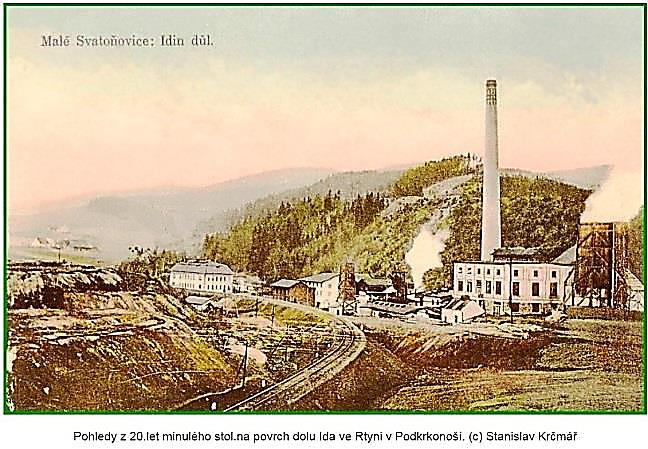 Malé Svatoňovice: Idin důl.
Pohledy z 20.let minulého stol.na povrch dolu Ida ve Rtyni v Podkrkonoší. (c) Stanislav Krčmář